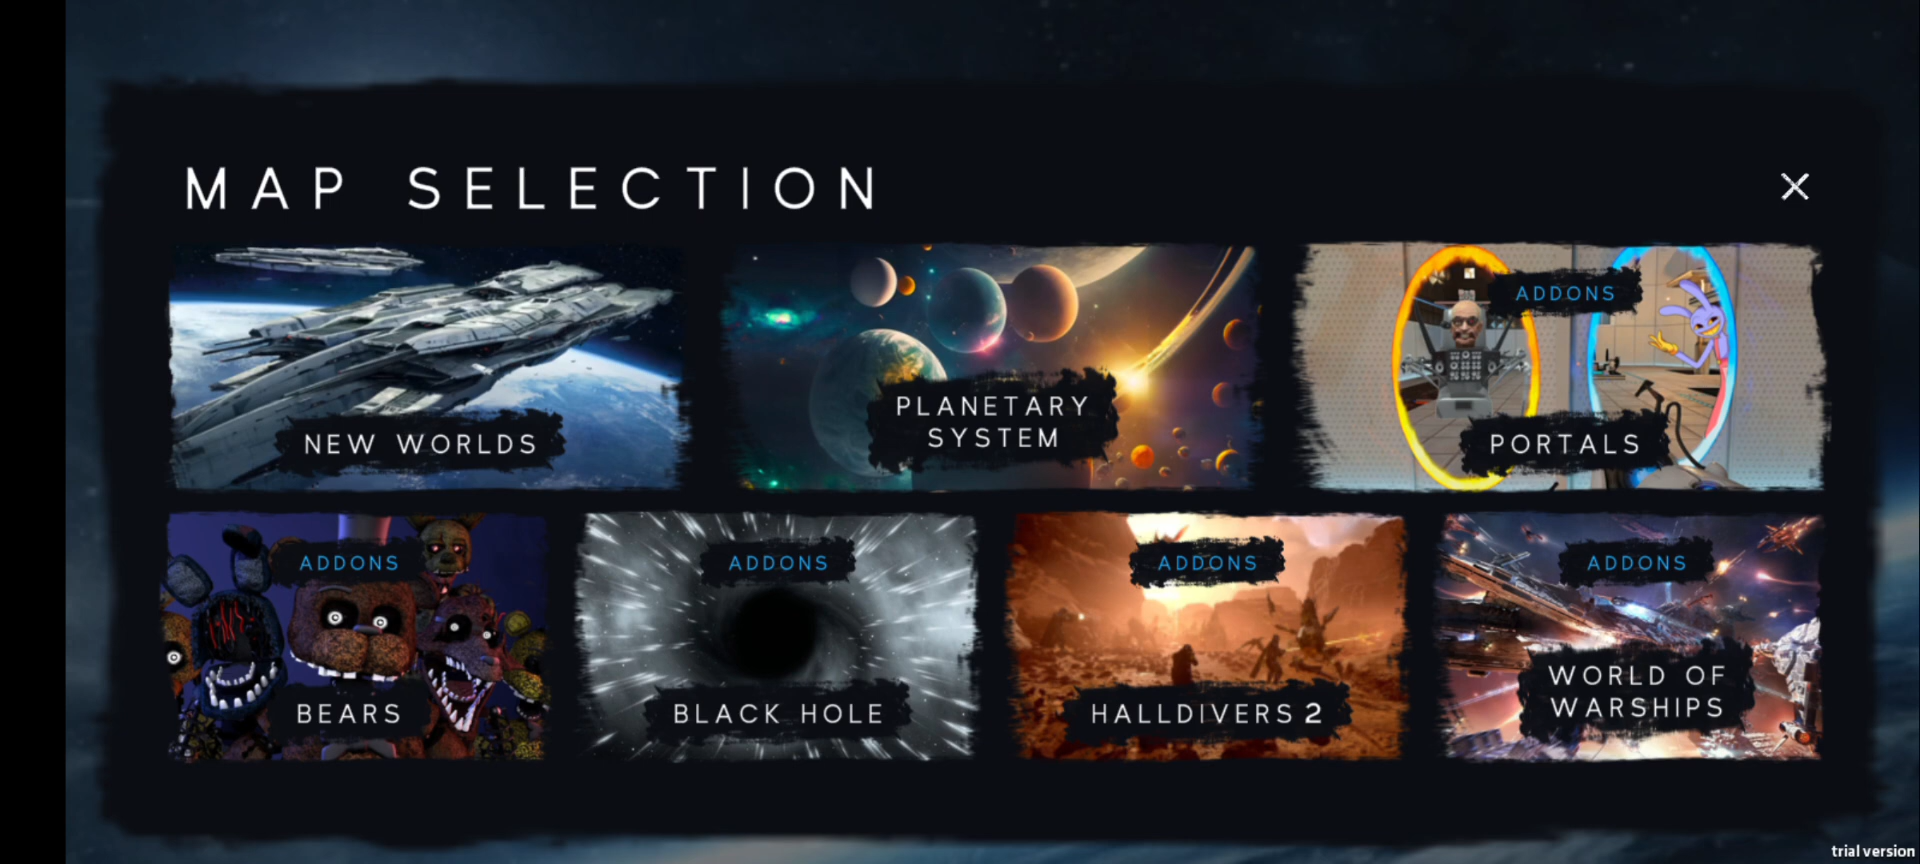 MAP SELECTION
NEW WORLDS
PLANETARY
SYSTEM
ADDONS
PORTALS
ADDONS
BEARS
ADDONS
BLACK HOLE
ADDONS
HALLDIVERS 2
ADDONS
WORLD OF
WARSHIPS
trial version